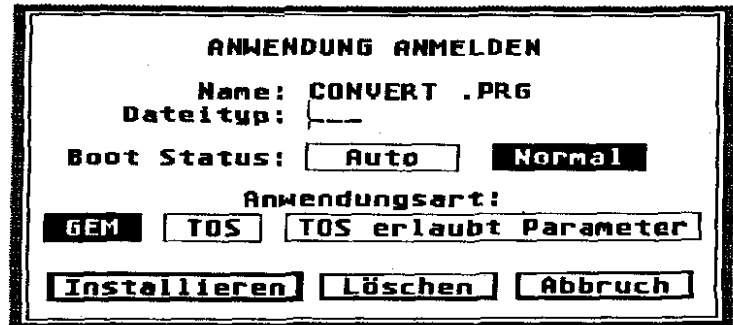 ANWENDUNG ANMELDEN
Name: CONVERT .PRG
Dateityp: ___
Boot Status: Auto Normal
Anwendungsart:
GEM TOS TOS erlaubt Parameter
Installieren Löschen Abbruch